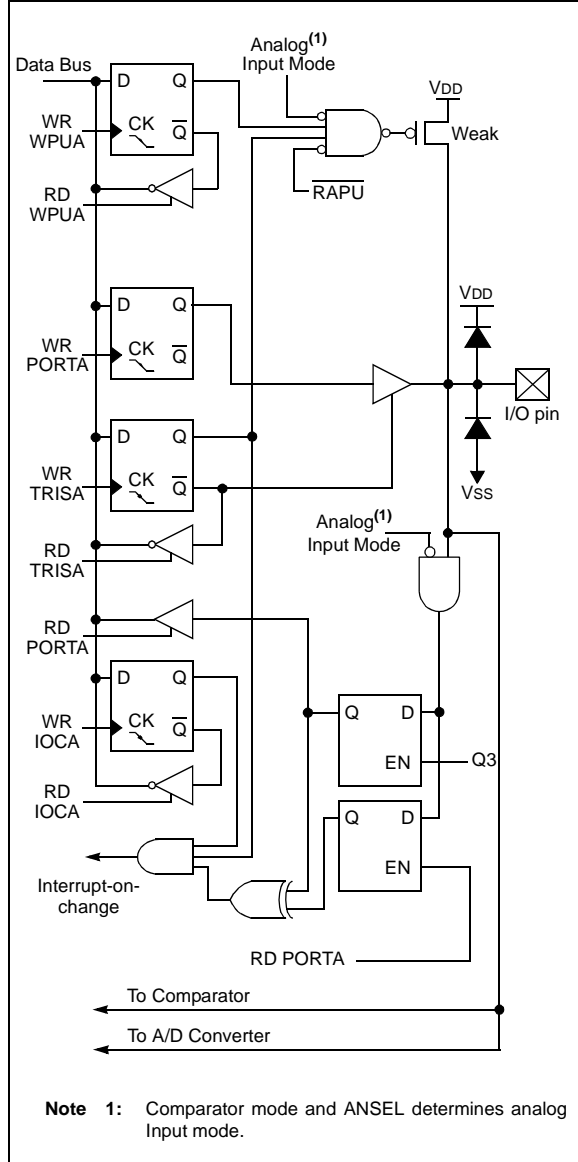 Analog(1)
Input Mode
Data Bus
D Q
VDD
WR
WPUA
CK Q
Weak
RD
WPUA
RAPU
D Q
VDD
WR
PORTA
CK Q
I/O pin
D Q
WR
TRISA
CK Q
VSS
Analog(1)
Input Mode
RD
TRISA
RD
PORTA
D Q
Q D
WR
IOCA
CK Q
EN
Q3
RD
IOCA
Q D
EN
Interrupt-on-
change
RD PORTA
To Comparator
To A/D Converter
Note 1: Comparator mode and ANSEL determines analog
Input mode.